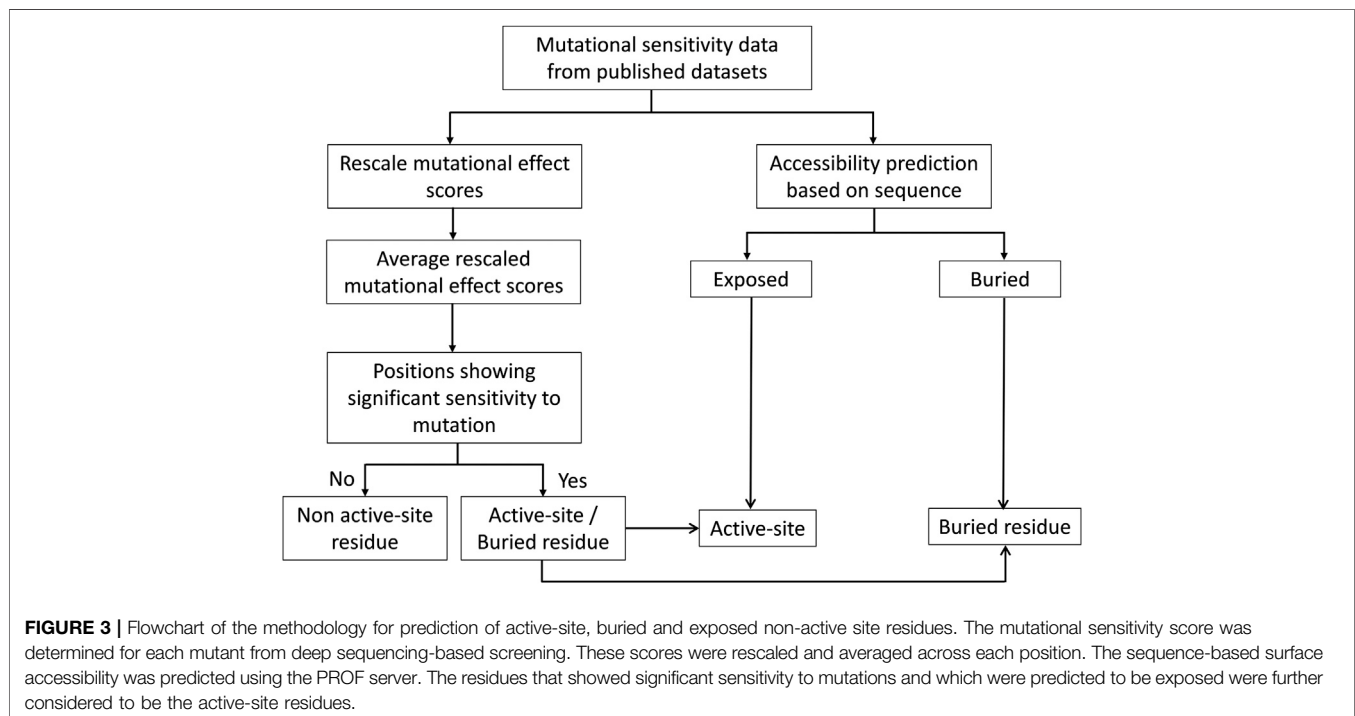 Mutational sensitivity data
from published datasets
Rescale mutational effect
scores
Accessibility prediction
based on sequence
Average rescaled
mutational effect scores
Exposed
Buried
Positions showing
significant sensitivity to
mutation
No
Yes
Non active-site
residue
Active-site /
Buried residue
Active-site
Buried residue
FIGURE 3 | Flowchart of the methodology for prediction of active-site, buried and exposed non-active site residues. The mutational sensitivity score was
determined for each mutant from deep sequencing-based screening. These scores were rescaled and averaged across each position. The sequence-based surface
accessibility was predicted using the PROF server. The residues that showed significant sensitivity to mutations and which were predicted to be exposed were further
considered to be the active-site residues.